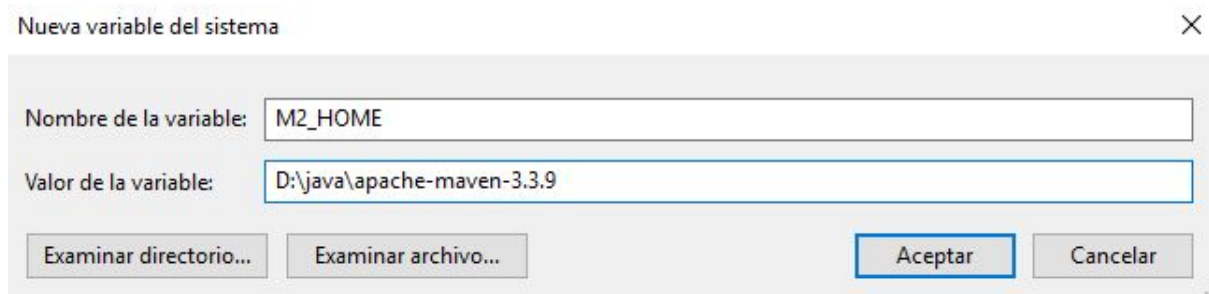 Nueva variable del sistema
Nombre de la variable: M2_HOME
Valor de la variable: D:\java\apache-maven-3.3.9
Examinar directorio... Examinar archivo... Aceptar Cancelar